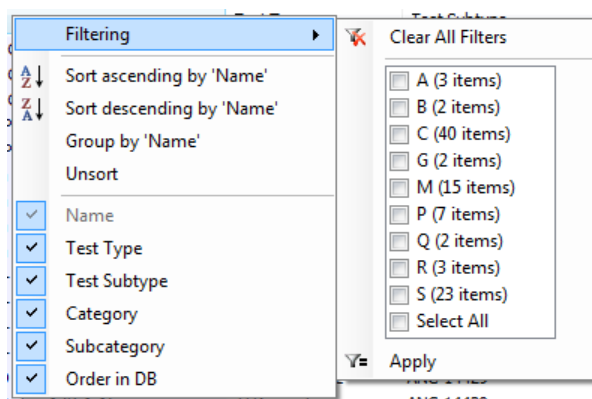 Test Subtype
Filtering
Sort ascending by 'Name'
Sort descending by 'Name'
Group by 'Name'
Unsort
Name
Test Type
Test Subtype
Category
Subcategory
Order in DB
Clear All Filters
A (3 items)
B (2 items)
C (40 items)
G (2 items)
M (15 items)
P (7 items)
Q (2 items)
R (3 items)
S (23 items)
Select All
Apply